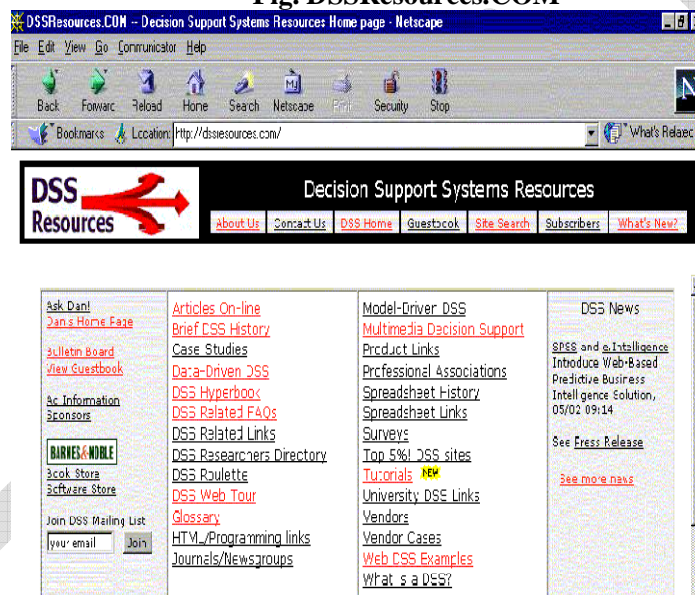 Fig. DSSResources.COM
DSSResources.COM -- Decision Support Systems Resources Home page - Netscape
File Edit View Go Communicator Help
Back Forward Reload Home Search Netscape Print Security Stop
Bookmarks Location: http://dssresources.com/ What's Related
DSS
Resources
Decision Support Systems Resources
About Us Contact Us DSS Home Guestbook Site Search Subscribers What's New?
Ask Dan!
Dan's Home Page
Bulletin Board
View Guestbook
Ad Information
Sponsors
BARNES&NOBLE
Book Store
Software Store
Join DSS Mailing List
your email Join
Articles On-line
Brief DSS History
Case Studies
Data-Driven DSS
DSS Hyperbook
DSS Related FAQs
DSS Related Links
DSS Researchers Directory
DSS Roulette
DSS Web Tour
Glossary
HTML/Programming links
Journals/Newsgroups
Model-Driven DSS
Multimedia Decision Support
Product Links
Professional Associations
Spreadsheet History
Spreadsheet Links
Surveys
Top 5%! DSS sites
Tutorials NEW
University DSS Links
Vendors
Vendor Cases
Web DSS Examples
What is a DSS?
DSS News
SPSS and e.Intelligence
Introduce Web-Based
Predictive Business
Intelligence Solution,
05/02 09:14
See Press Release
See more news